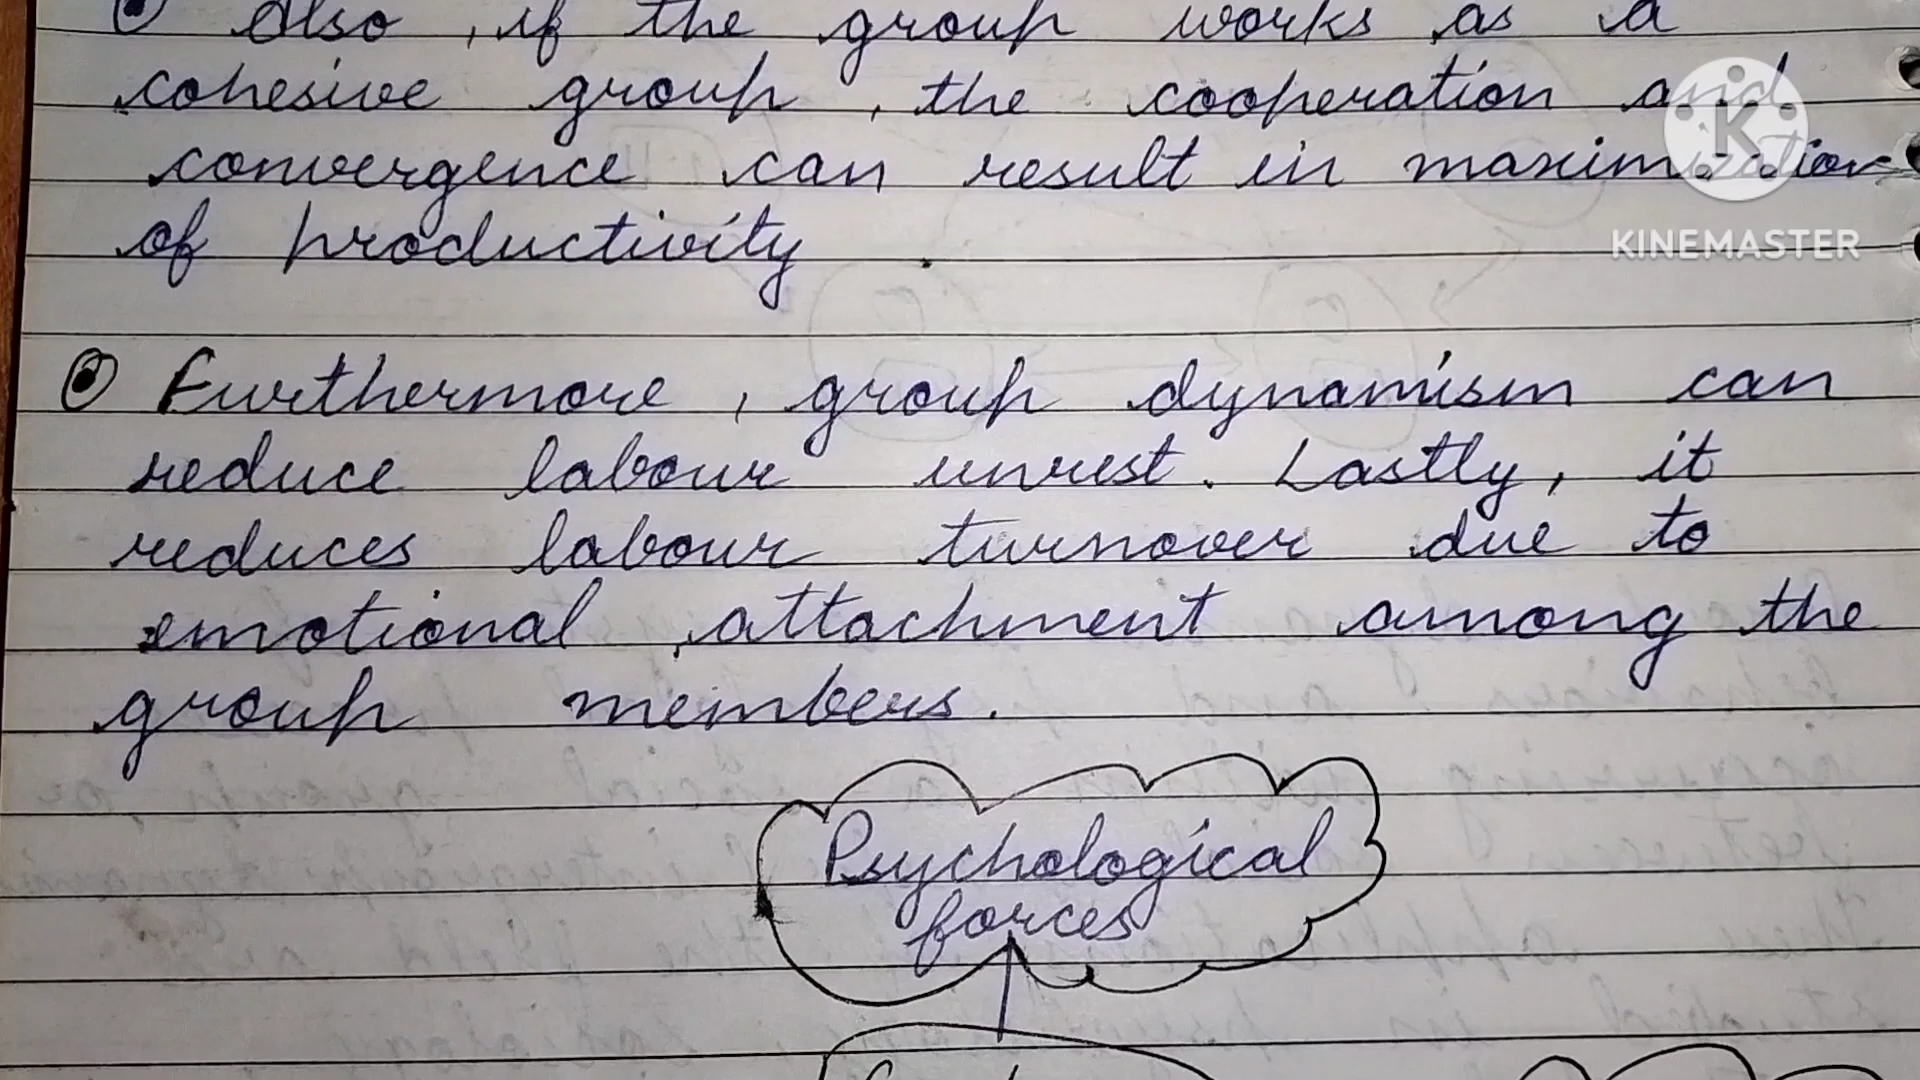 Also, if the group works as a
cohesive group, the cooperation and
convergence can result in maximization
of productivity.
Furthermore, group dynamism can
reduce labour unrest. Lastly, it
reduces labour turnover due to
emotional attachment among the
group members.
Psychological
forces
K
KINEMASTER